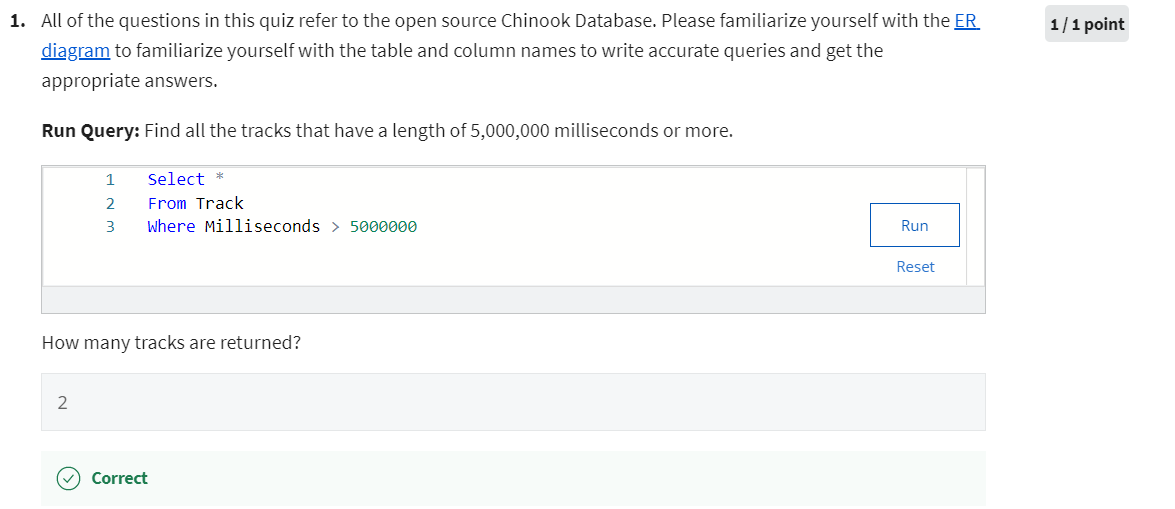 1. All of the questions in this quiz refer to the open source Chinook Database. Please familiarize yourself with the ER
diagram to familiarize yourself with the table and column names to write accurate queries and get the
appropriate answers.
1 / 1 point
Run Query: Find all the tracks that have a length of 5,000,000 milliseconds or more.
1 Select *
2 From Track
3 Where Milliseconds > 5000000
Run
Reset
How many tracks are returned?
2
Correct